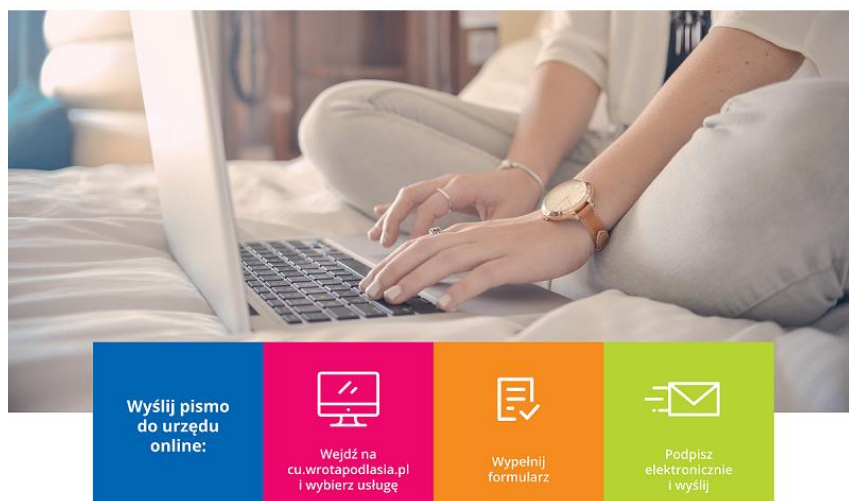 Wyślij pismo
do urzędu
online:
Wejdź na
cu.wrotapodlasia.pl
i wybierz usługę
Wypełnij
formularz
Podpisz
elektronicznie
i wyślij